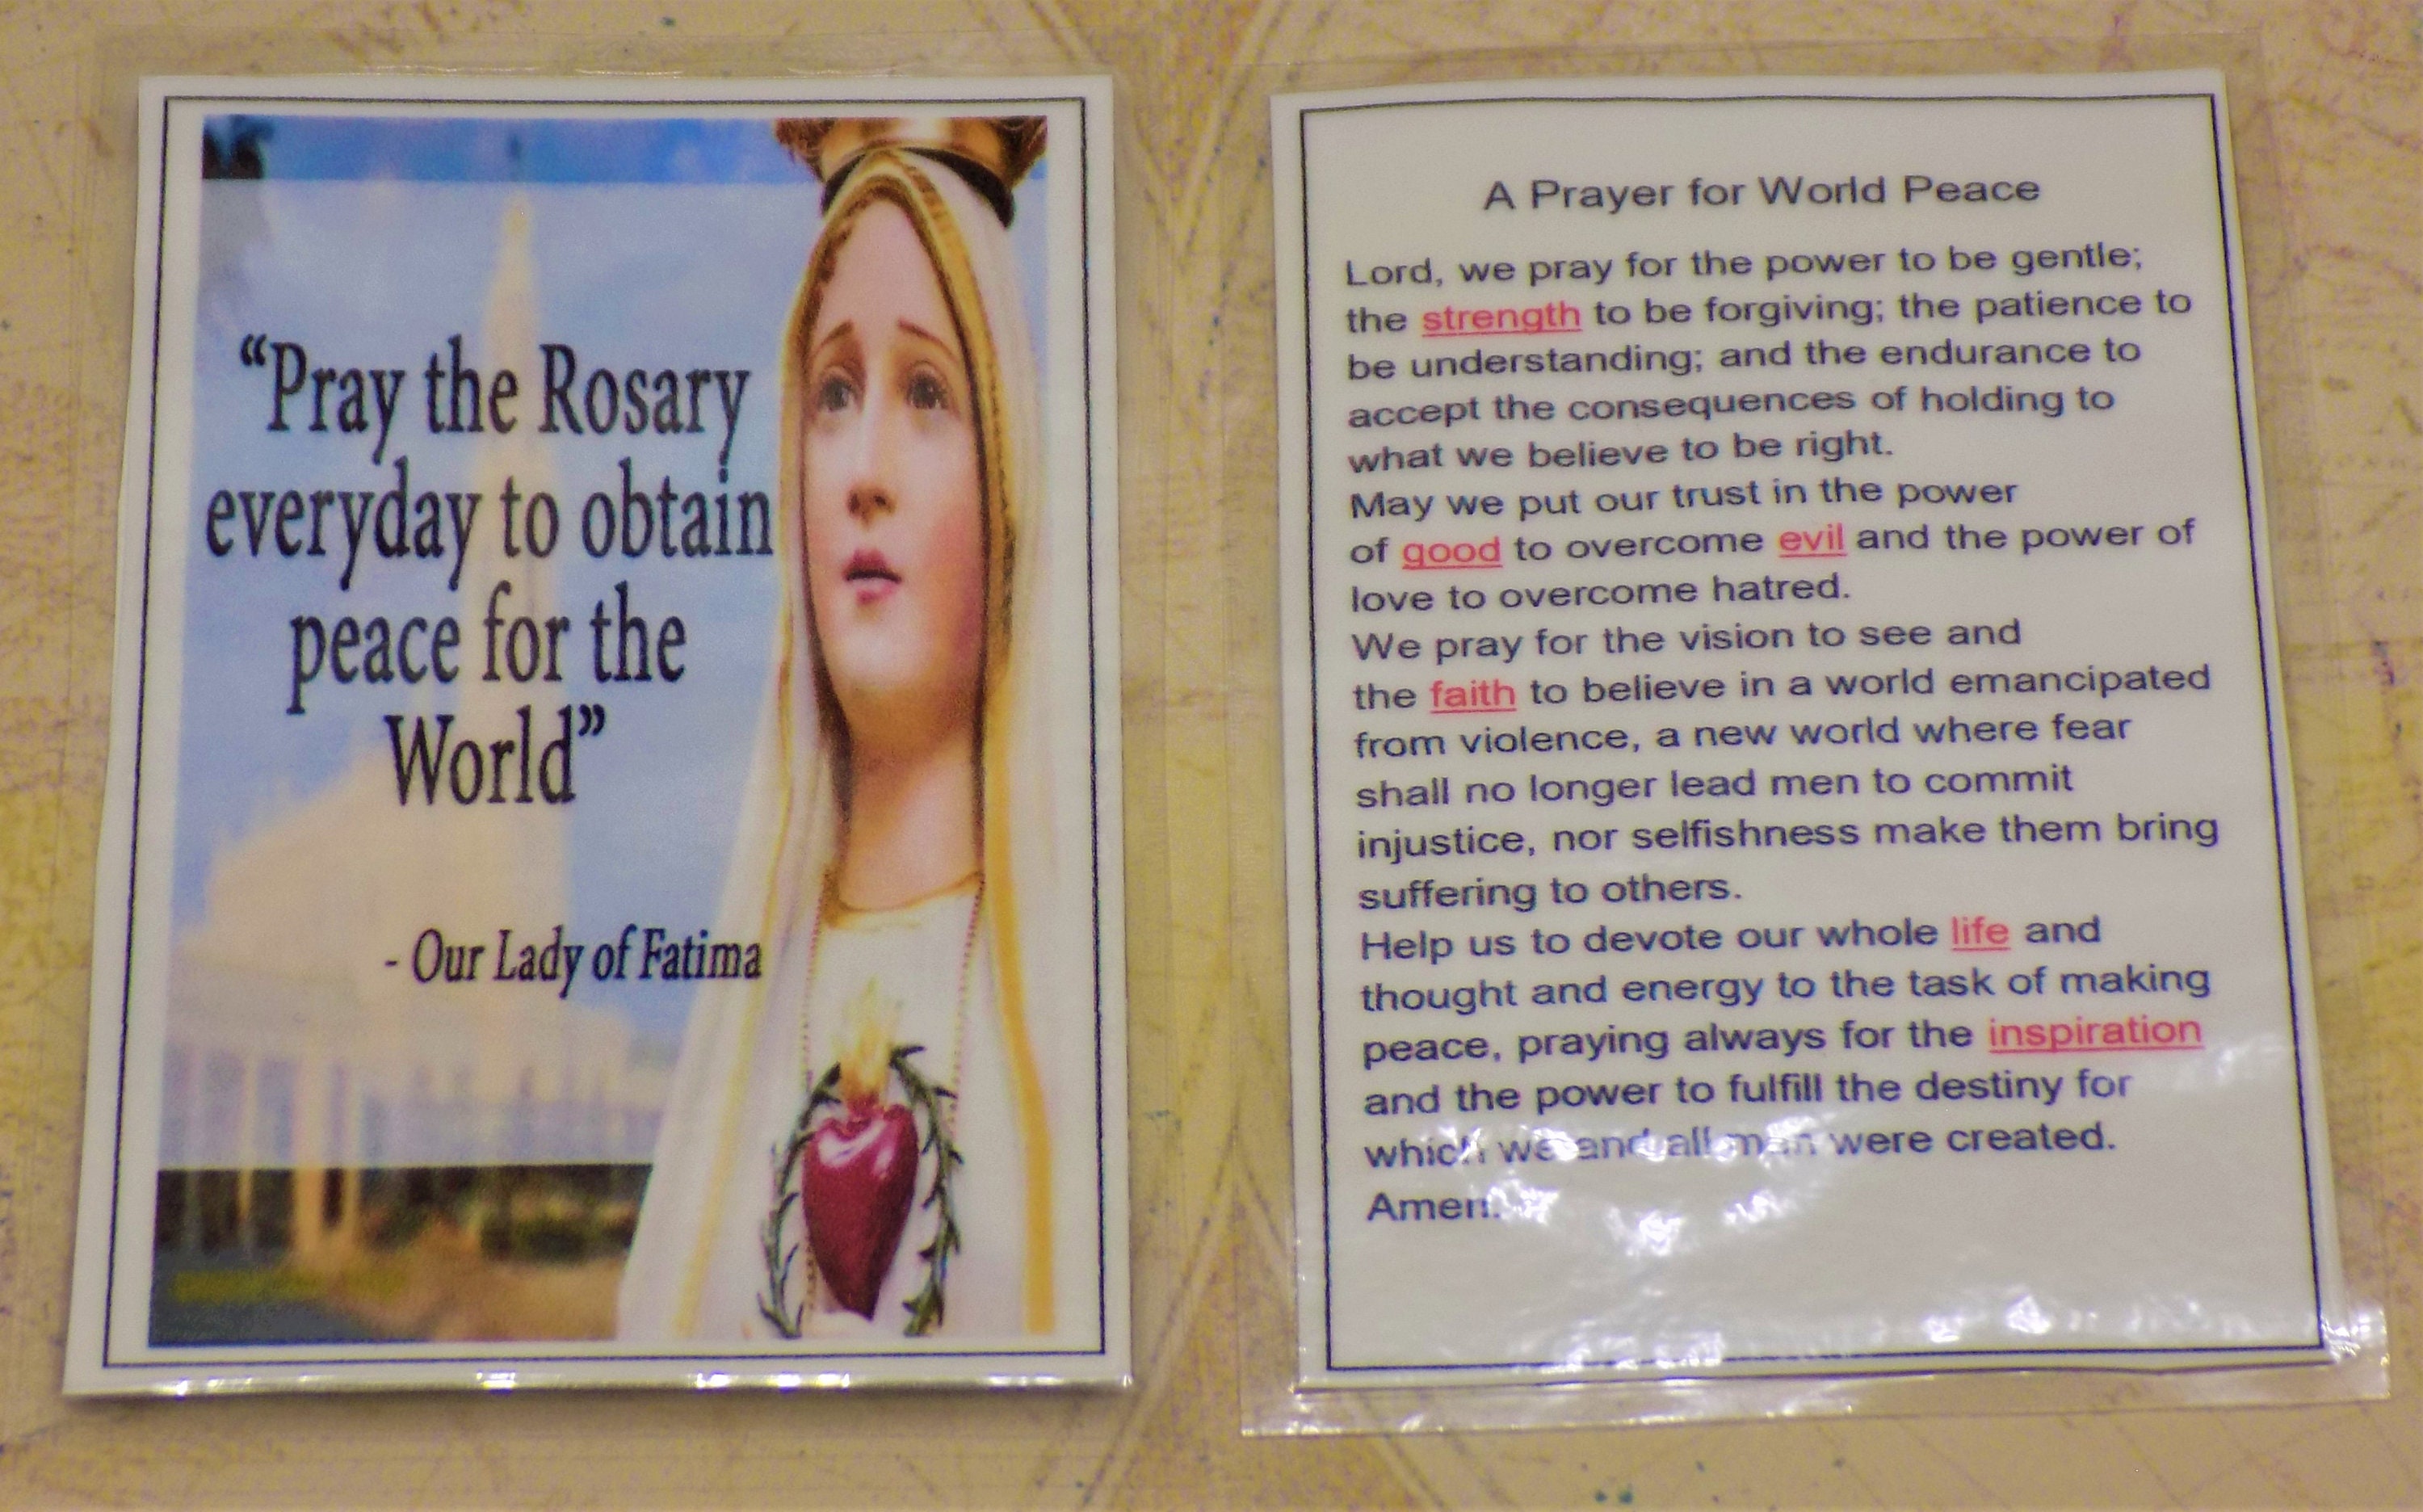 “Pray the Rosary
everyday to obtain
peace for the
World”
- Our Lady of Fatima
A Prayer for World Peace
Lord, we pray for the power to be gentle;
the strength to be forgiving; the patience to
be understanding; and the endurance to
accept the consequences of holding to
what we believe to be right.
May we put our trust in the power
of good to overcome evil and the power of
love to overcome hatred.
We pray for the vision to see and
the faith to believe in a world emancipated
from violence, a new world where fear
shall no longer lead men to commit
injustice, nor selfishness make them bring
suffering to others.
Help us to devote our whole life and
thought and energy to the task of making
peace, praying always for the inspiration
and the power to fulfill the destiny for
which we and all men were created.
Amen.